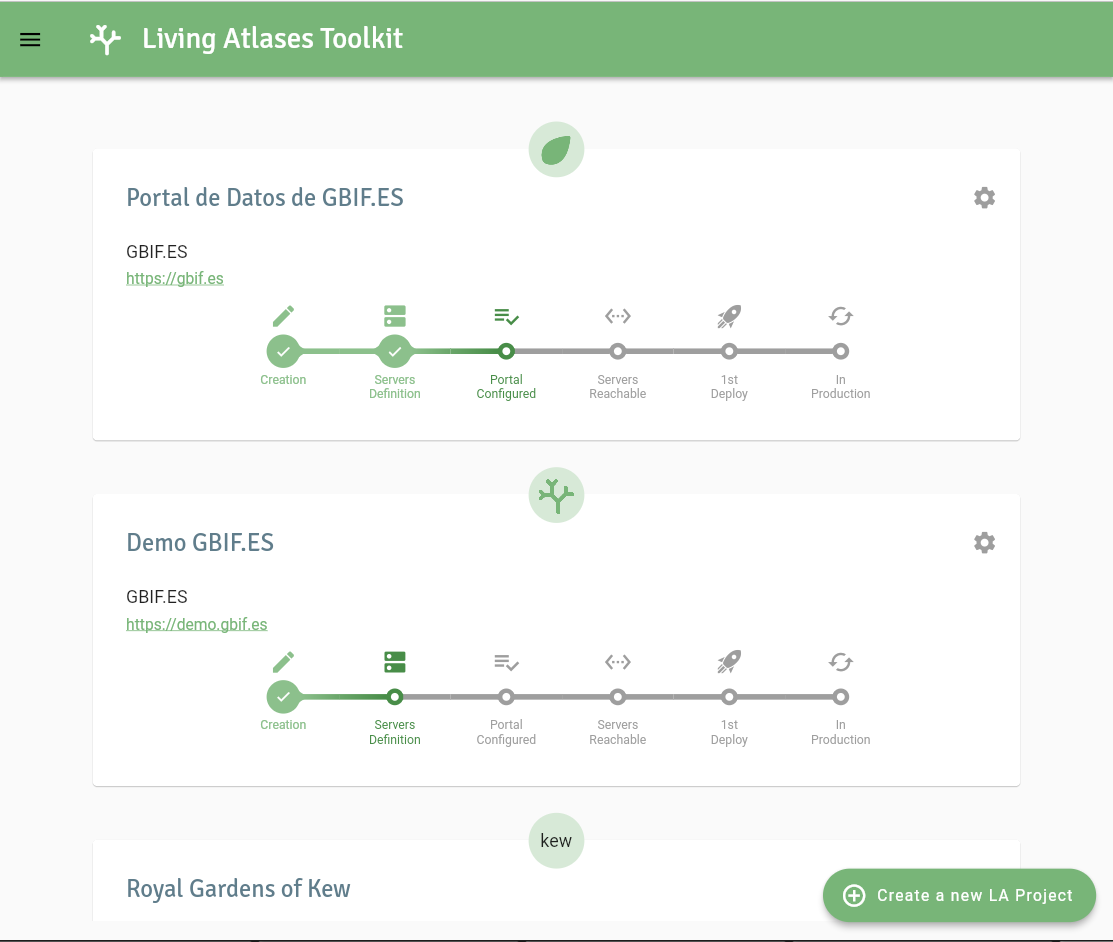 Living Atlases Toolkit
Portal de Datos de GBIF.ES
GBIF.ES
https://gbif.es
Creation
Servers
Definition
Portal
Configured
Servers
Reachable
1st
Deploy
In
Production
Demo GBIF.ES
GBIF.ES
https://demo.gbif.es
Creation
Servers
Definition
Portal
Configured
Servers
Reachable
1st
Deploy
In
Production
kew
Royal Gardens of Kew
Create a new LA Project